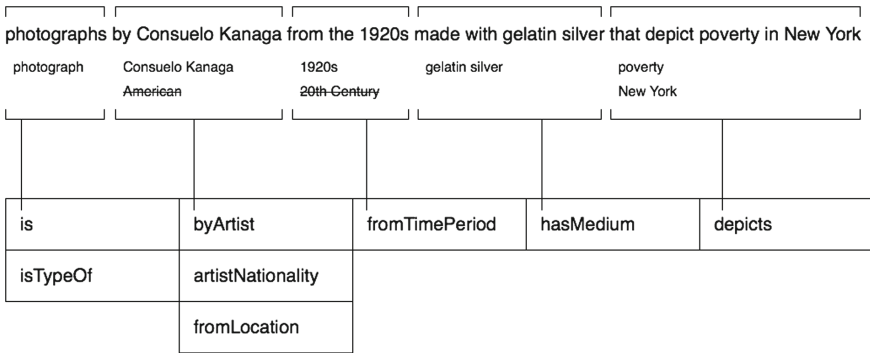 photographs by Consuelo Kanaga from the 1920s made with gelatin silver that depict poverty in New York
photograph Consuelo Kanaga 1920s gelatin silver poverty
American 20th Century New York
is byArtist fromTimePeriod hasMedium depicts
isTypeOf artistNationality
fromLocation